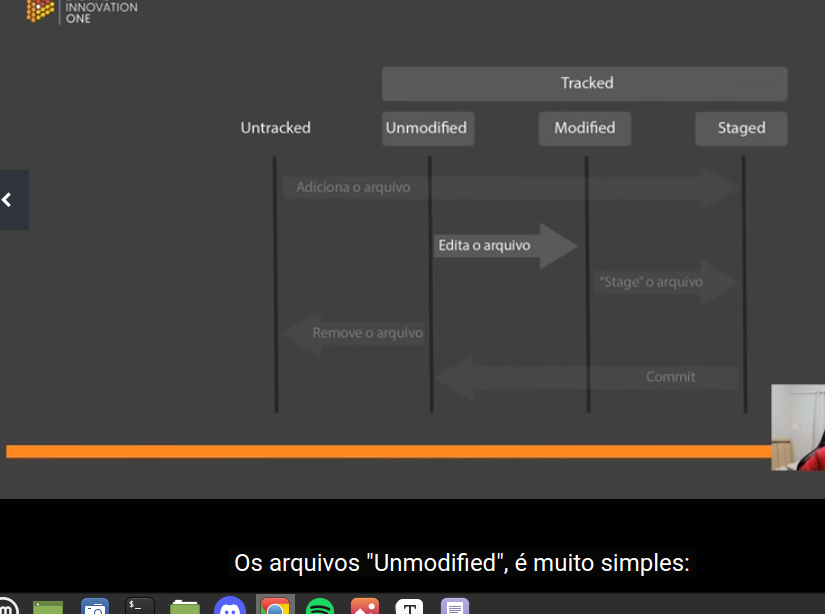 INNOVATION
ONE
Tracked
Untracked
Unmodified
Modified
Staged
Adiciona o arquivo
Edita o arquivo
"Stage" o arquivo
Remove o arquivo
Commit
Os arquivos "Unmodified", é muito simples:
$_
T